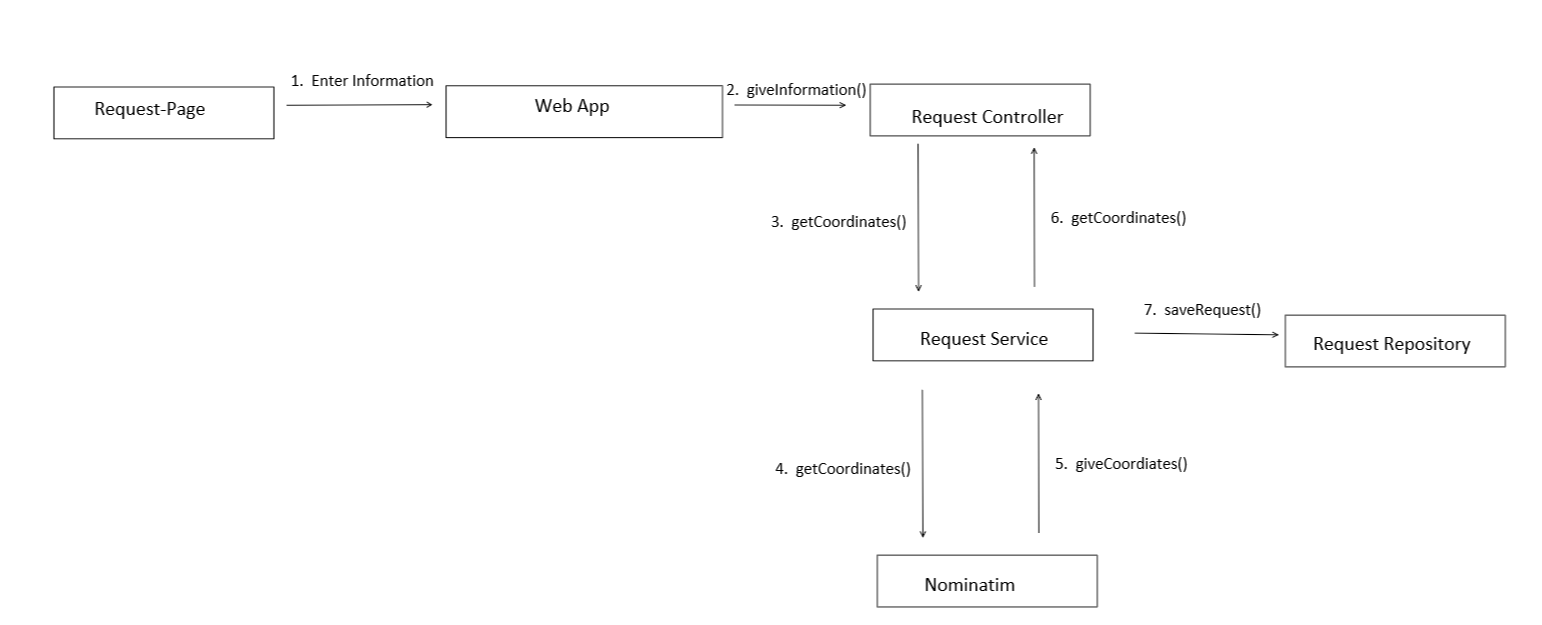 1. Enter Information
Request-Page
Web App
2. giveInformation()
Request Controller
3. getCoordinates()
6. getCoordinates()
Request Service
7. saveRequest()
Request Repository
4. getCoordinates()
5. giveCoordiates()
Nominatim